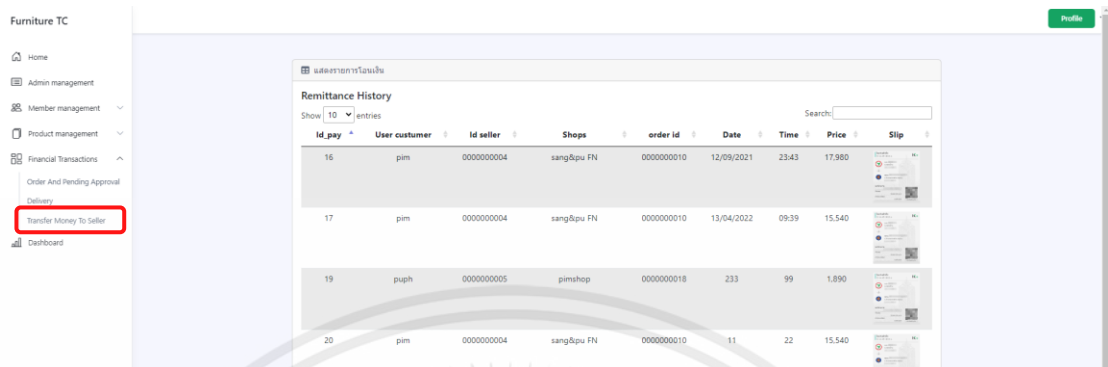 Furniture TC
Profile
Home
Admin management
Member management
Product management
Financial Transactions
Order And Pending Approval
Delivery
Transfer Money To Seller
Dashboard
แสดงรายการโอนเงิน
Remittance History
Show 10 entries
Search:
Id_pay User custumer Id seller Shops order id Date Time Price Slip
16 pim 0000000004 sang&pu FN 0000000010 12/09/2021 23:43 17,980
17 pim 0000000004 sang&pu FN 0000000010 13/04/2022 09:39 15,540
19 puph 0000000005 pimshop 0000000018 233 99 1,890
20 pim 0000000004 sang&pu FN 0000000010 11 22 15,540